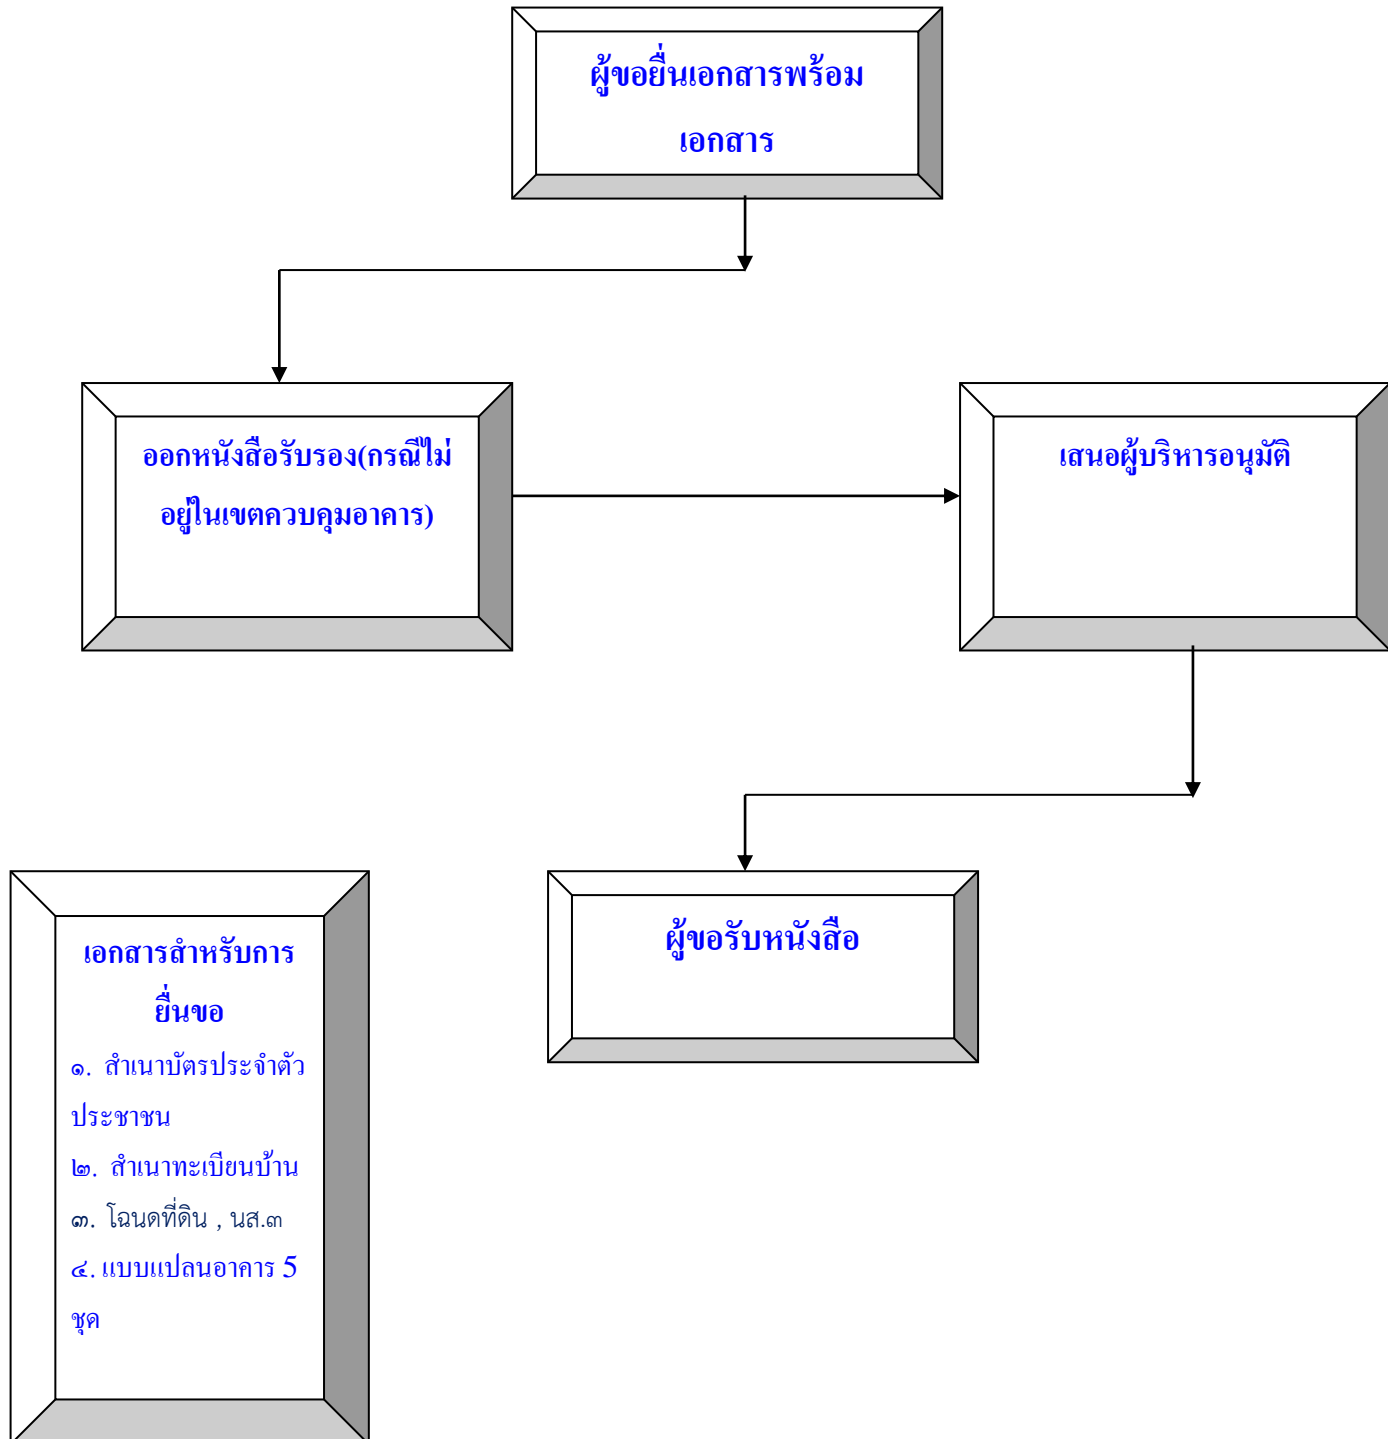 ผู้ขอยื่นเอกสารพร้อม
เอกสาร
ออกหนังสือรับรอง(กรณีไม่
อยู่ในเขตควบคุมอาคาร)
เสนอผู้บริหารอนุมัติ
ผู้ขอรับหนังสือ
เอกสารสำหรับการ
ยื่นขอ
๑. สำเนาบัตรประจำตัว
ประชาชน
๒. สำเนาทะเบียนบ้าน
๓. โฉนดที่ดิน , นส.๓
๔. แบบแปลนอาคาร 5
ชุด